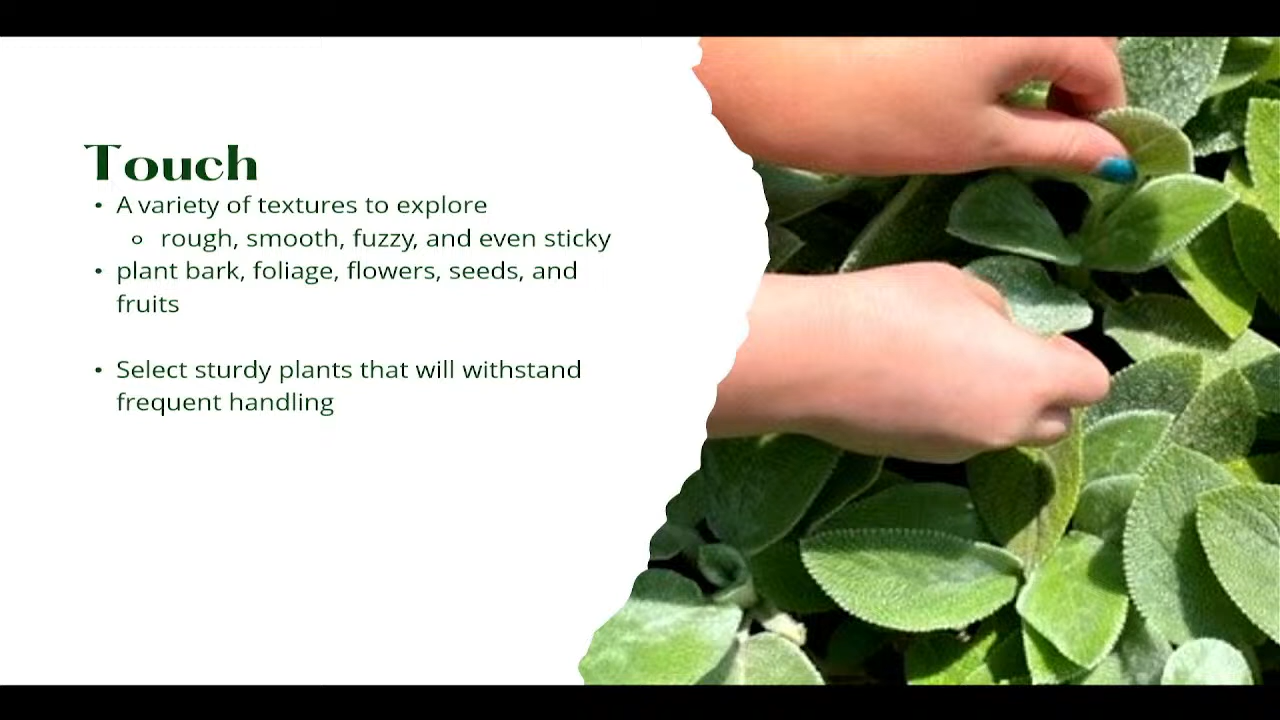 Touch
• A variety of textures to explore
◦ rough, smooth, fuzzy, and even sticky
• plant bark, foliage, flowers, seeds, and
fruits
• Select sturdy plants that will withstand
frequent handling